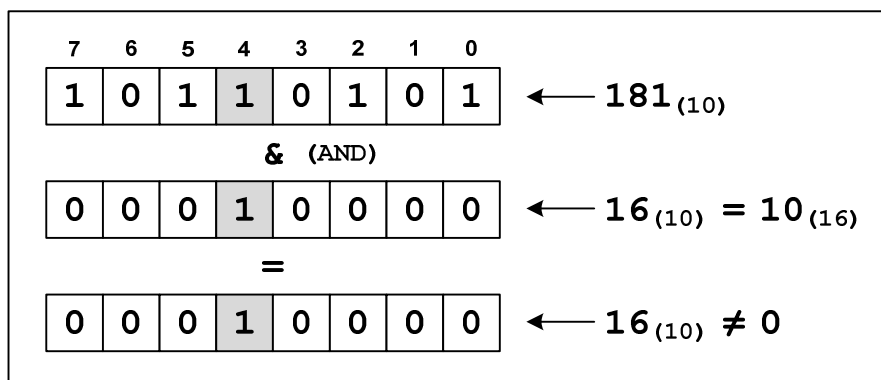 7 6 5 4 3 2 1 0
1 0 1 1 0 1 0 1 ← 181(10)
& (AND)
0 0 0 1 0 0 0 0 ← 16(10) = 10(16)
=
0 0 0 1 0 0 0 0 ← 16(10) ≠ 0